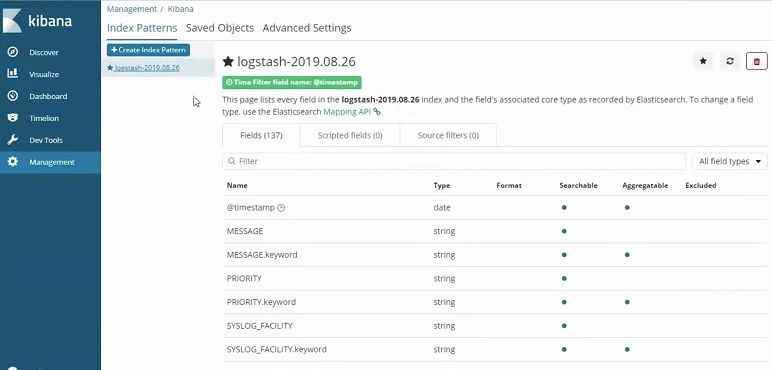 kibana
Discover
Visualize
Dashboard
Timelion
Dev Tools
Management
Management / Kibana
Index Patterns Saved Objects Advanced Settings
+ Create Index Pattern
logstash-2019.08.26
logstash-2019.08.26
Time Filter field name: @timestamp
This page lists every field in the logstash-2019.08.26 index and the field's associated core type as recorded by Elasticsearch. To change a field
type, use the Elasticsearch Mapping API
Fields (137) Scripted fields (0) Source filters (0)
Filter All field types
Name Type Format Searchable Aggregatable Excluded
@timestamp date
MESSAGE string
MESSAGE.keyword string
PRIORITY string
PRIORITY.keyword string
SYSLOG_FACILITY string
SYSLOG_FACILITY.keyword string